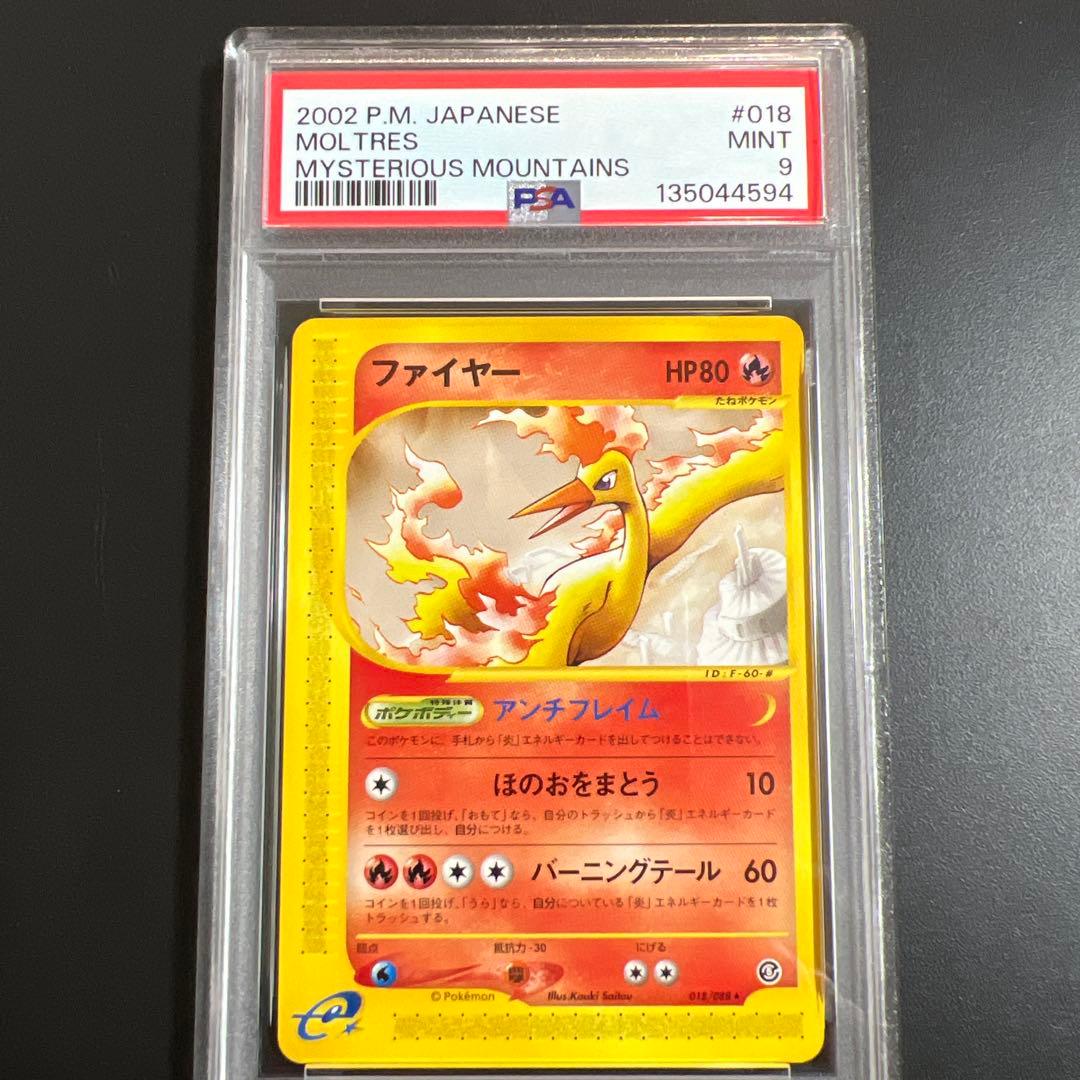 2002 P.M. JAPANESE #018
MOLTRES MINT
MYSTERIOUS MOUNTAINS 9
PSA 135044594
ファイヤー HP80
たねポケモン
ID:F-60-#
特殊体質
ポケボディー アンチフレイム
このポケモンに、手札から「炎」エネルギーカードを出してつけることはできない。
ほのおをまとう 10
コインを1回投げ、「おもて」なら、自分のトラッシュから「炎」エネルギーカード
を1枚選び出し、自分につける。
バーニングテール 60
コインを1回投げ、「うら」なら、自分についている「炎」エネルギーカードを1枚
トラッシュする。
弱点 抵抗力-30 にげる
©Pokémon Illus.Kouki Saitou 018/088★
e